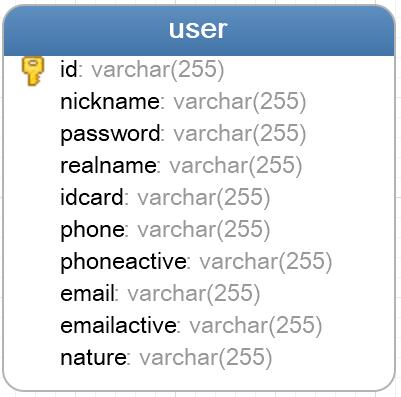 user
id: varchar(255)
nickname: varchar(255)
password: varchar(255)
realname: varchar(255)
idcard: varchar(255)
phone: varchar(255)
phoneactive: varchar(255)
email: varchar(255)
emailactive: varchar(255)
nature: varchar(255)